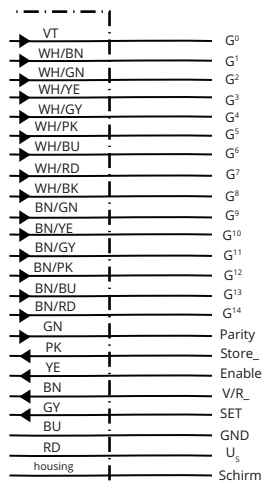 VT G⁰
WH/BN G¹
WH/GN G²
WH/YE G³
WH/GY G⁴
WH/PK G⁵
WH/BU G⁶
WH/RD G⁷
WH/BK G⁸
BN/GN G⁹
BN/YE G¹⁰
BN/GY G¹¹
BN/PK G¹²
BN/BU G¹³
BN/RD G¹⁴
GN Parity
PK Store_
YE Enable
BN V/R_
GY SET
BU GND
RD Uₛ
housing Schirm